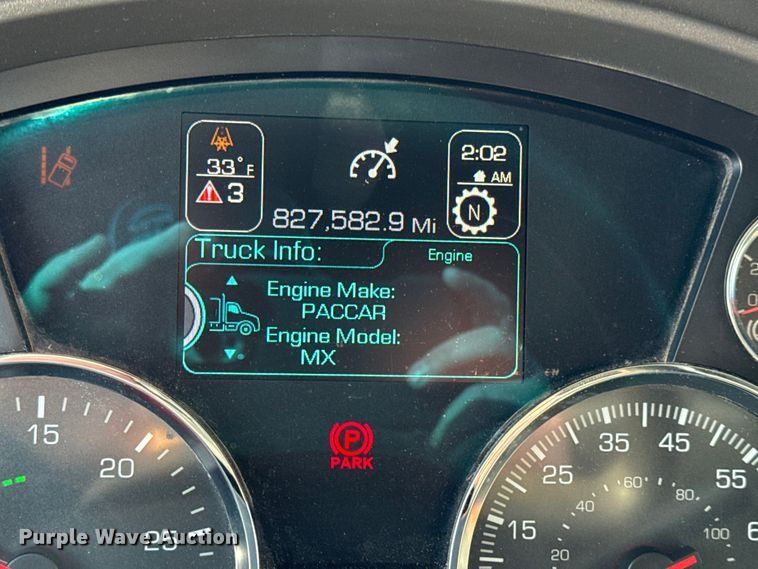 33°F
3
2:02
AM
N
827,582.9 Mi
Truck Info:
Engine
Engine Make:
PACCAR
Engine Model:
MX
P
PARK
15
20
25
15
25
35
45
55
20
60
80
100
Purple Wave Auction